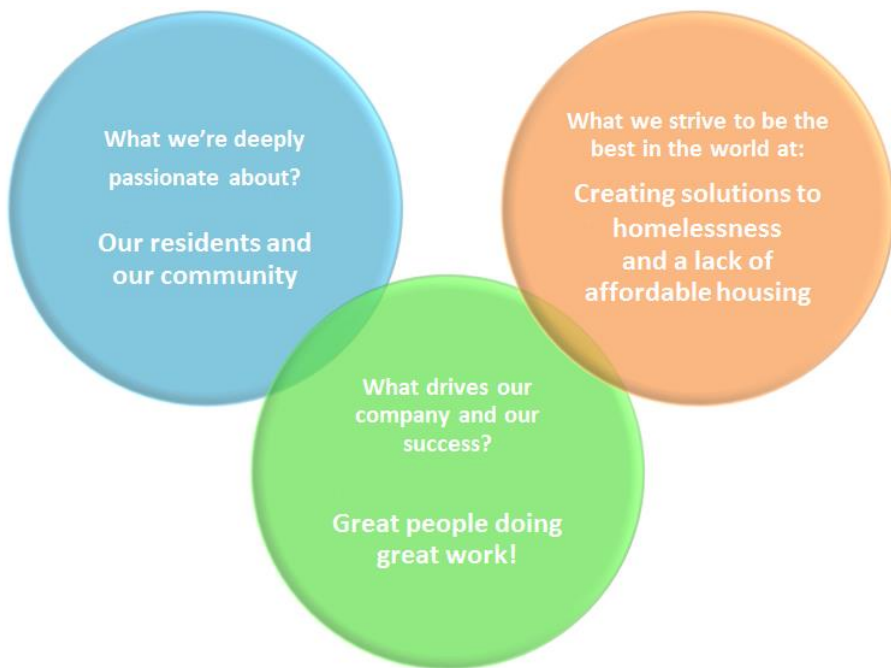 What we're deeply
passionate about?
Our residents and
our community
What we strive to be the
best in the world at:
Creating solutions to
homelessness
and a lack of
affordable housing
What drives our
company and our
success?
Great people doing
great work!